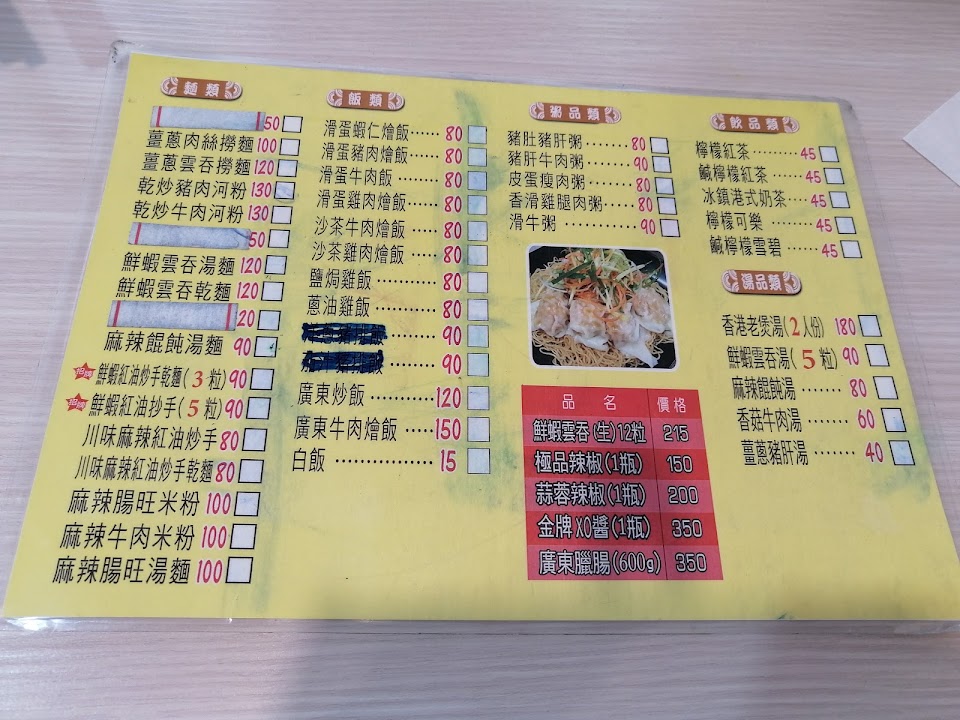 麵類
50
薑蔥肉絲撈麵 100
薑蔥雲吞撈麵 120
乾炒豬肉河粉 130
乾炒牛肉河粉 130
50
鮮蝦雲吞湯麵 120
鮮蝦雲吞乾麵 120
20
麻辣餛飩湯麵 90
招牌 鮮蝦紅油炒手乾麵(3粒) 90
招牌 鮮蝦紅油抄手(5粒) 90
川味麻辣紅油炒手 80
川味麻辣紅油炒手乾麵 80
麻辣腸旺米粉 100
麻辣牛肉米粉 100
麻辣腸旺湯麵 100
飯類
滑蛋蝦仁燴飯‧‧‧‧‧‧ 80
滑蛋豬肉燴飯‧‧‧‧‧‧ 80
滑蛋牛肉飯‧‧‧‧‧‧‧‧ 80
滑蛋雞肉燴飯‧‧‧‧‧‧ 80
沙茶牛肉燴飯‧‧‧‧‧‧ 80
沙茶雞肉燴飯‧‧‧‧‧‧ 80
鹽焗雞飯‧‧‧‧‧‧‧‧‧‧ 80
蔥油雞飯‧‧‧‧‧‧‧‧‧‧ 80
90
90
廣東炒飯‧‧‧‧‧‧‧‧‧‧ 120
廣東牛肉燴飯‧‧‧‧‧‧ 150
白飯‧‧‧‧‧‧‧‧‧‧‧‧‧‧ 15
粥品類
豬肚豬肝粥‧‧‧‧‧‧‧ 80
豬肝牛肉粥‧‧‧‧‧‧‧ 90
皮蛋瘦肉粥‧‧‧‧‧‧‧ 80
香滑雞腿肉粥‧‧‧‧‧ 80
滑牛粥‧‧‧‧‧‧‧‧‧‧‧ 90
品名 價格
鮮蝦雲吞(生)12粒 215
極品辣椒(1瓶) 150
蒜蓉辣椒(1瓶) 200
金牌XO醬(1瓶) 350
廣東臘腸(600g) 350
飲品類
檸檬紅茶‧‧‧‧‧‧‧‧ 45
鹹檸檬紅茶‧‧‧‧‧‧ 45
冰鎮港式奶茶‧‧‧‧ 45
檸檬可樂‧‧‧‧‧‧‧‧ 45
鹹檸檬雪碧‧‧‧‧‧‧ 45
湯品類
香港老煲湯(2人份) 180
鮮蝦雲吞湯(5粒) 90
麻辣餛飩湯‧‧‧‧‧‧‧ 80
香菇牛肉湯‧‧‧‧‧‧‧ 60
薑蔥豬肝湯‧‧‧‧‧‧‧ 40